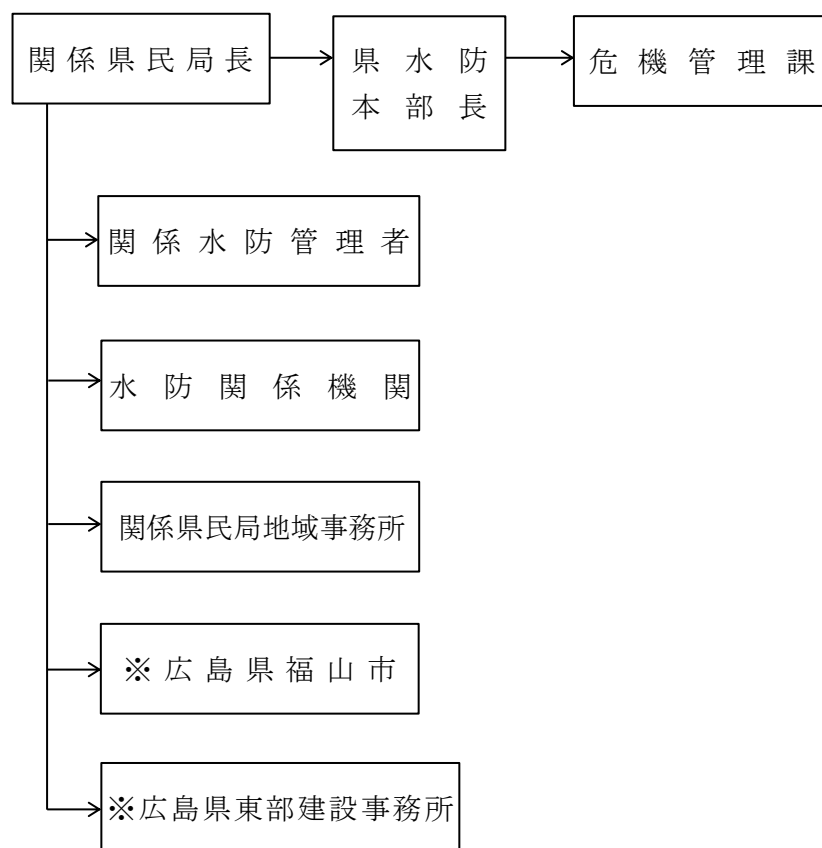 関係県民局長
県水防
本部長
危機管理課
関係水防管理者
水防関係機関
関係県民局地域事務所
※広島県福山市
※広島県東部建設事務所